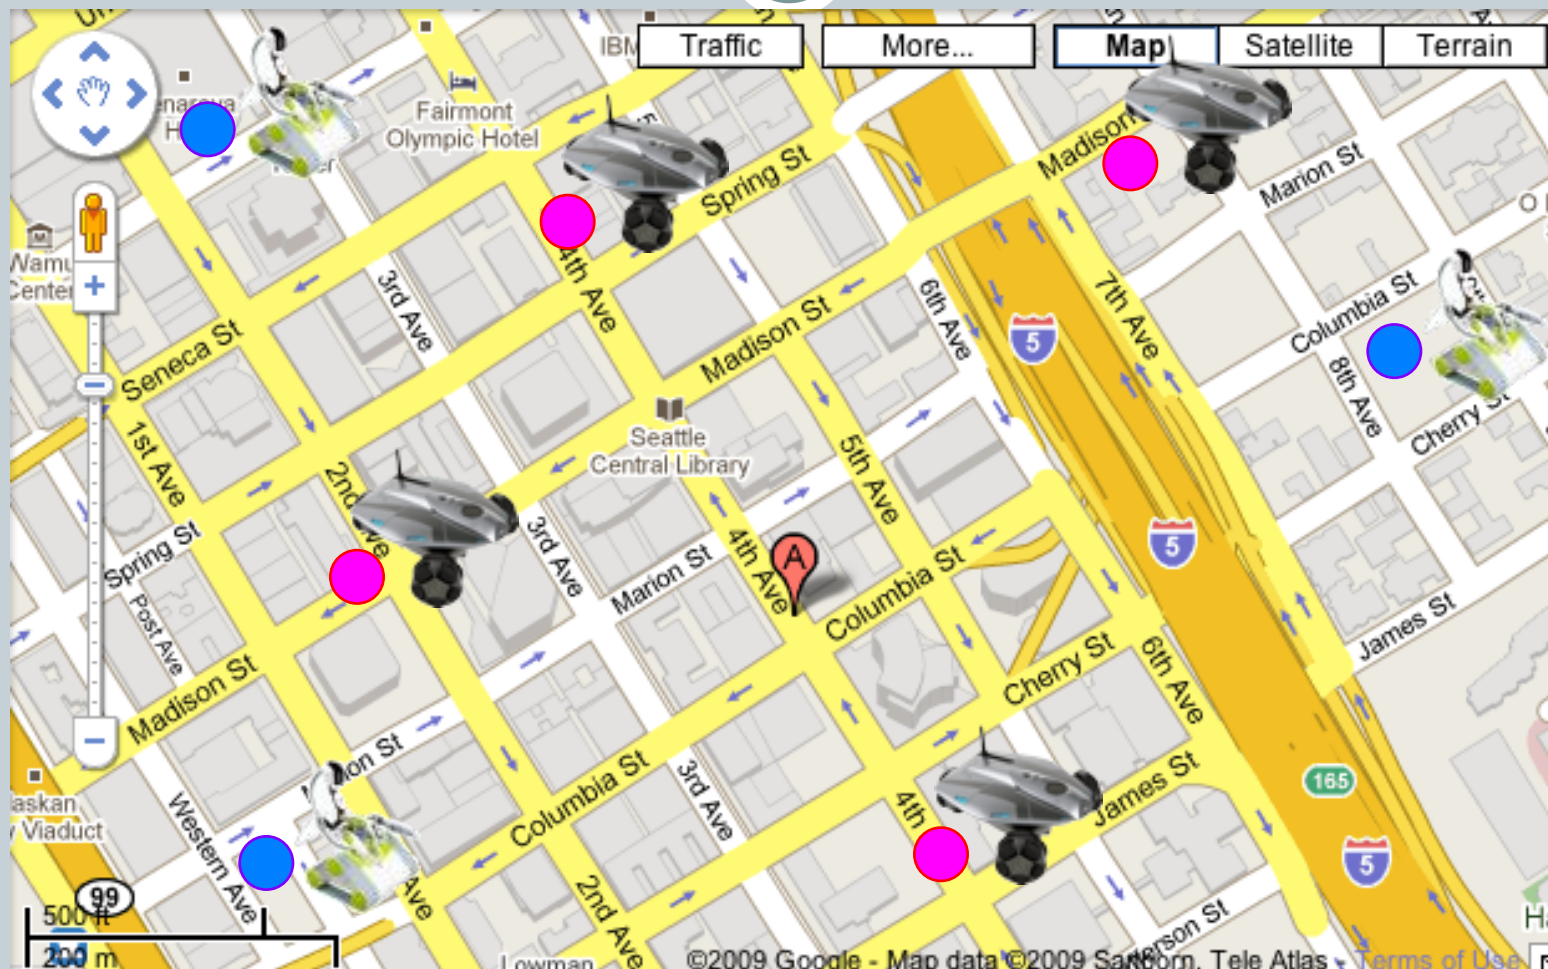 Traffic
More...
Map
Satellite
Terrain
IBM
Fairmont
Olympic Hotel
Spring St
Madison
Marion St
4th Ave
3rd Ave
Seneca St
Madison St
6th Ave
7th Ave
Columbia St
8th Ave
Cherry St
5
Wamu
Center
1st Ave
2nd
Seattle
Central Library
5th Ave
3rd Ave
4th Ave
A
Marion St
Columbia St
5
Spring St
Post Ave
Madison St
Cherry St
6th Ave
James St
165
James St
4th
3rd Ave
Columbia St
Western Ave
Viaduct
Ave
2nd Ave
5
99
500 ft
200 m
Lowman
©2009 Google - Map data ©2009 Sanborn, Tele Atlas - Terms of Use